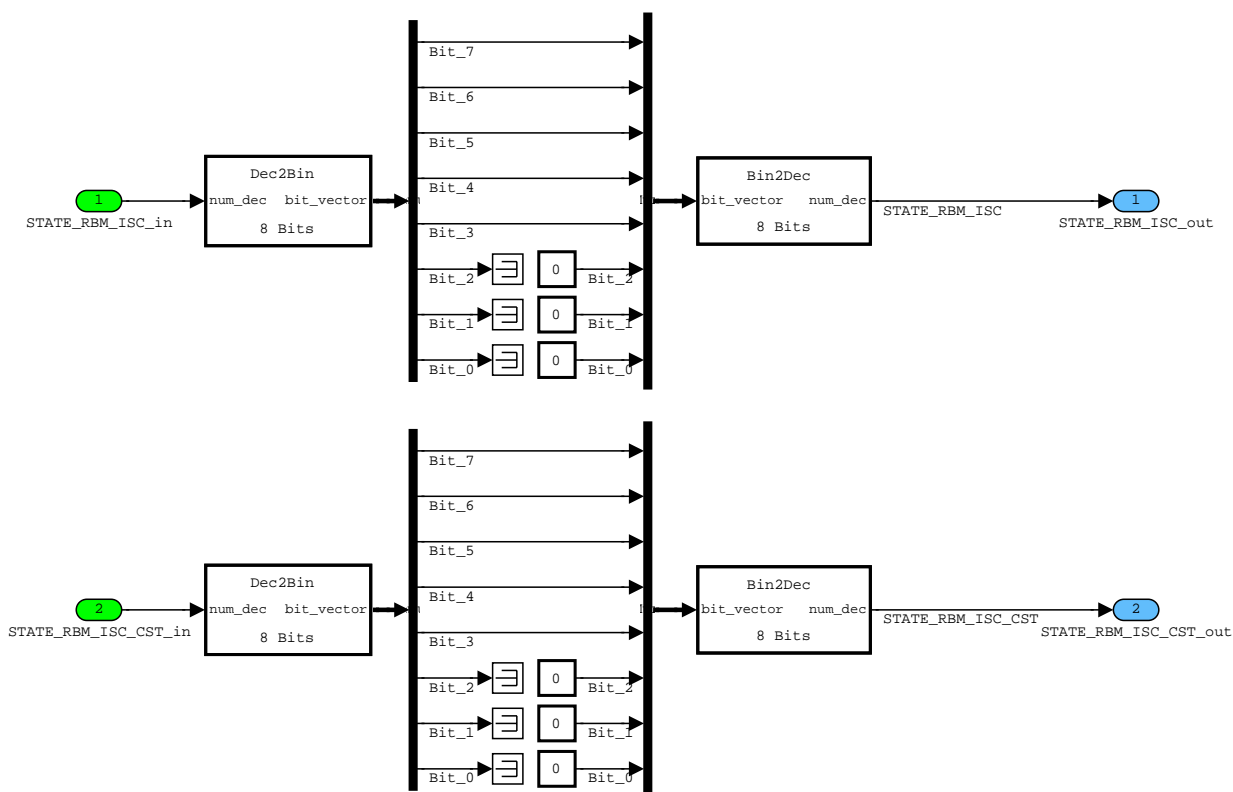 Bit_7
Bit_6
Bit_5
Dec2Bin
Bin2Dec
Bit_4
1
num_dec bit_vector
bit_vector num_dec
1
STATE_RBM_ISC
STATE_RBM_ISC_in
8 Bits
Bit_3
8 Bits
STATE_RBM_ISC_out
0
Bit_2
Bit_2
0
Bit_1
Bit_1
0
Bit_0
Bit_0
Bit_7
Bit_6
Bit_5
Dec2Bin
Bin2Dec
Bit_4
2
num_dec bit_vector
bit_vector num_dec
2
STATE_RBM_ISC_CST
STATE_RBM_ISC_CST_in
8 Bits
Bit_3
8 Bits
STATE_RBM_ISC_CST_out
0
Bit_2
Bit_2
0
Bit_1
Bit_1
0
Bit_0
Bit_0